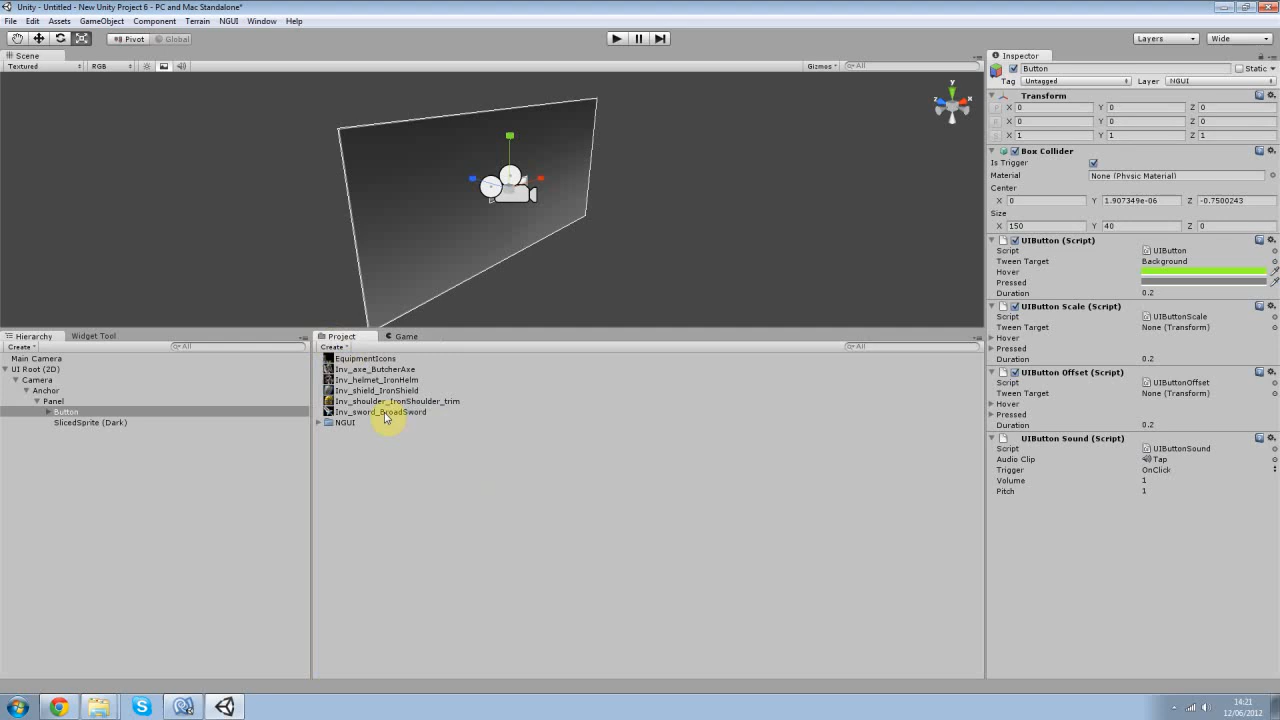 Unity - Untitled - New Unity Project 6 - PC and Mac Standalone*
File Edit Assets GameObject Component Terrain NGUI Window Help
Pivot Global Layers Wide
Scene
Textured RGB Gizmos All
Inspector
Button Static
Tag Untagged Layer NGUI
Transform
P X 0 Y 0 Z 0
R X 0 Y 0 Z 0
S X 1 Y 1 Z 1
Box Collider
Is Trigger
Material None (Physic Material)
Center
X 0 Y 1.907349e-06 Z -0.7500243
Size
X 150 Y 40 Z 0
UIButton (Script)
Script UIButton
Tween Target Background
Hover
Pressed
Duration 0.2
UIButton Scale (Script)
Script UIButtonScale
Tween Target None (Transform)
Hover
Pressed
Duration 0.2
UIButton Offset (Script)
Script UIButtonOffset
Tween Target None (Transform)
Hover
Pressed
Duration 0.2
UIButton Sound (Script)
Script UIButtonSound
Audio Clip Tap
Trigger OnClick
Volume 1
Pitch 1
y
z x
Hierarchy Widget Tool
Create All
Main Camera
UI Root (2D)
Camera
Anchor
Panel
Button
SlicedSprite (Dark)
Project Game
Create All
EquipmentIcons
Inv_axe_ButcherAxe
Inv_helmet_IronHelm
Inv_shield_IronShield
Inv_shoulder_IronShoulder_trim
Inv_sword_BroadSword
NGUI
14:21
12/06/2012